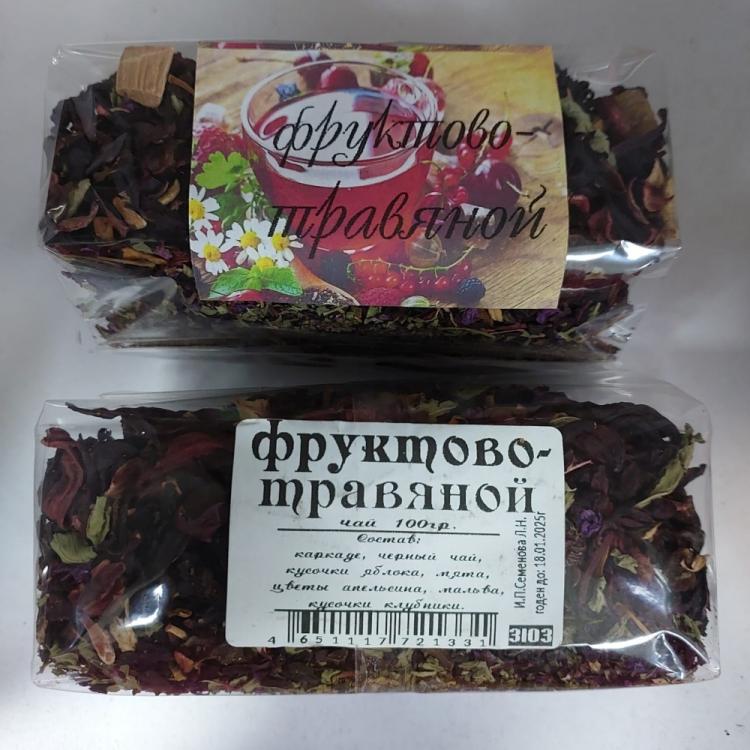 фруктово-
травяной
фруктово-
травяной
чай 100гр.
Состав:
каркаде, черный чай,
кусочки яблока, мята,
цветы апельсина, мальва,
кусочки клубники.
И.П.Семенова Л.Н.
годен до: 18.01.2025г
4 651117 721331
3103